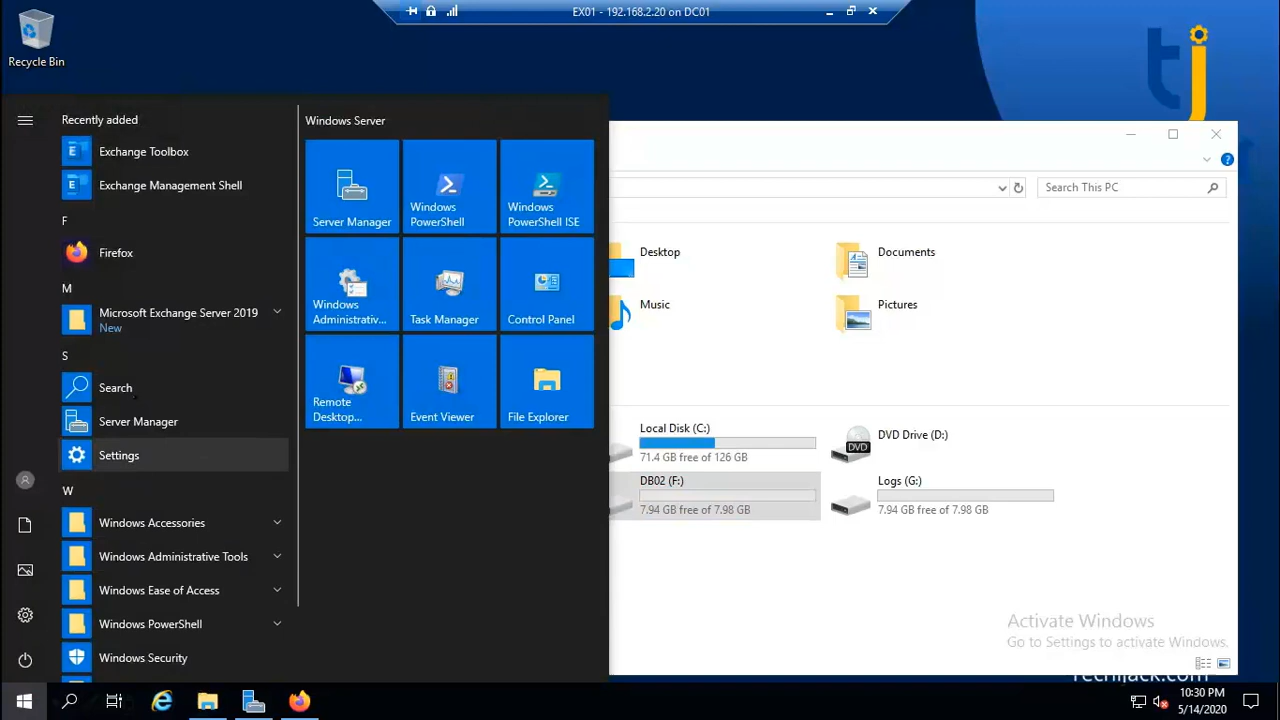 EX01 - 192.168.2.20 on DC01
Recycle Bin
tj
Recently added
Exchange Toolbox
Exchange Management Shell
F
Firefox
M
Microsoft Exchange Server 2019
New
S
Search
Server Manager
Settings
W
Windows Accessories
Windows Administrative Tools
Windows Ease of Access
Windows PowerShell
Windows Security
Windows Server
Server Manager
Windows
PowerShell
Windows
PowerShell ISE
Windows
Administrativ...
Task Manager
Control Panel
Remote
Desktop...
Event Viewer
File Explorer
Search This PC
Desktop
Documents
Music
Pictures
Local Disk (C:)
71.4 GB free of 126 GB
DVD Drive (D:)
DVD
DB02 (F:)
7.94 GB free of 7.98 GB
Logs (G:)
7.94 GB free of 7.98 GB
Activate Windows
Go to Settings to activate Windows.
10:30 PM
5/14/2020